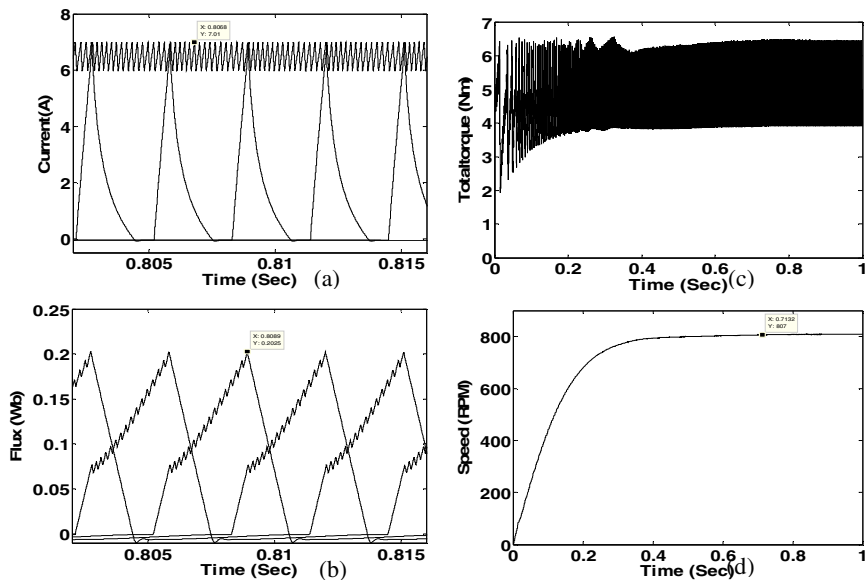 8
6
4
2
0
Current(A)
X: 0.8068
Y: 7.01
0.805
0.81
0.815
Time (Sec)
(a)
7
6
5
4
3
2
1
0
Totaltorque (Nm)
0
0.2
0.4
0.6
0.8
1
Time (Sec)
(c)
0.25
0.2
0.15
0.1
0.05
0
Flux (Wb)
X: 0.8089
Y: 0.2025
0.805
0.81
0.815
Time (Sec)
(b)
800
600
400
200
0
Speed (RPM)
X: 0.7132
Y: 807
0
0.2
0.4
0.6
0.8
1
Time (Sec)
(d)